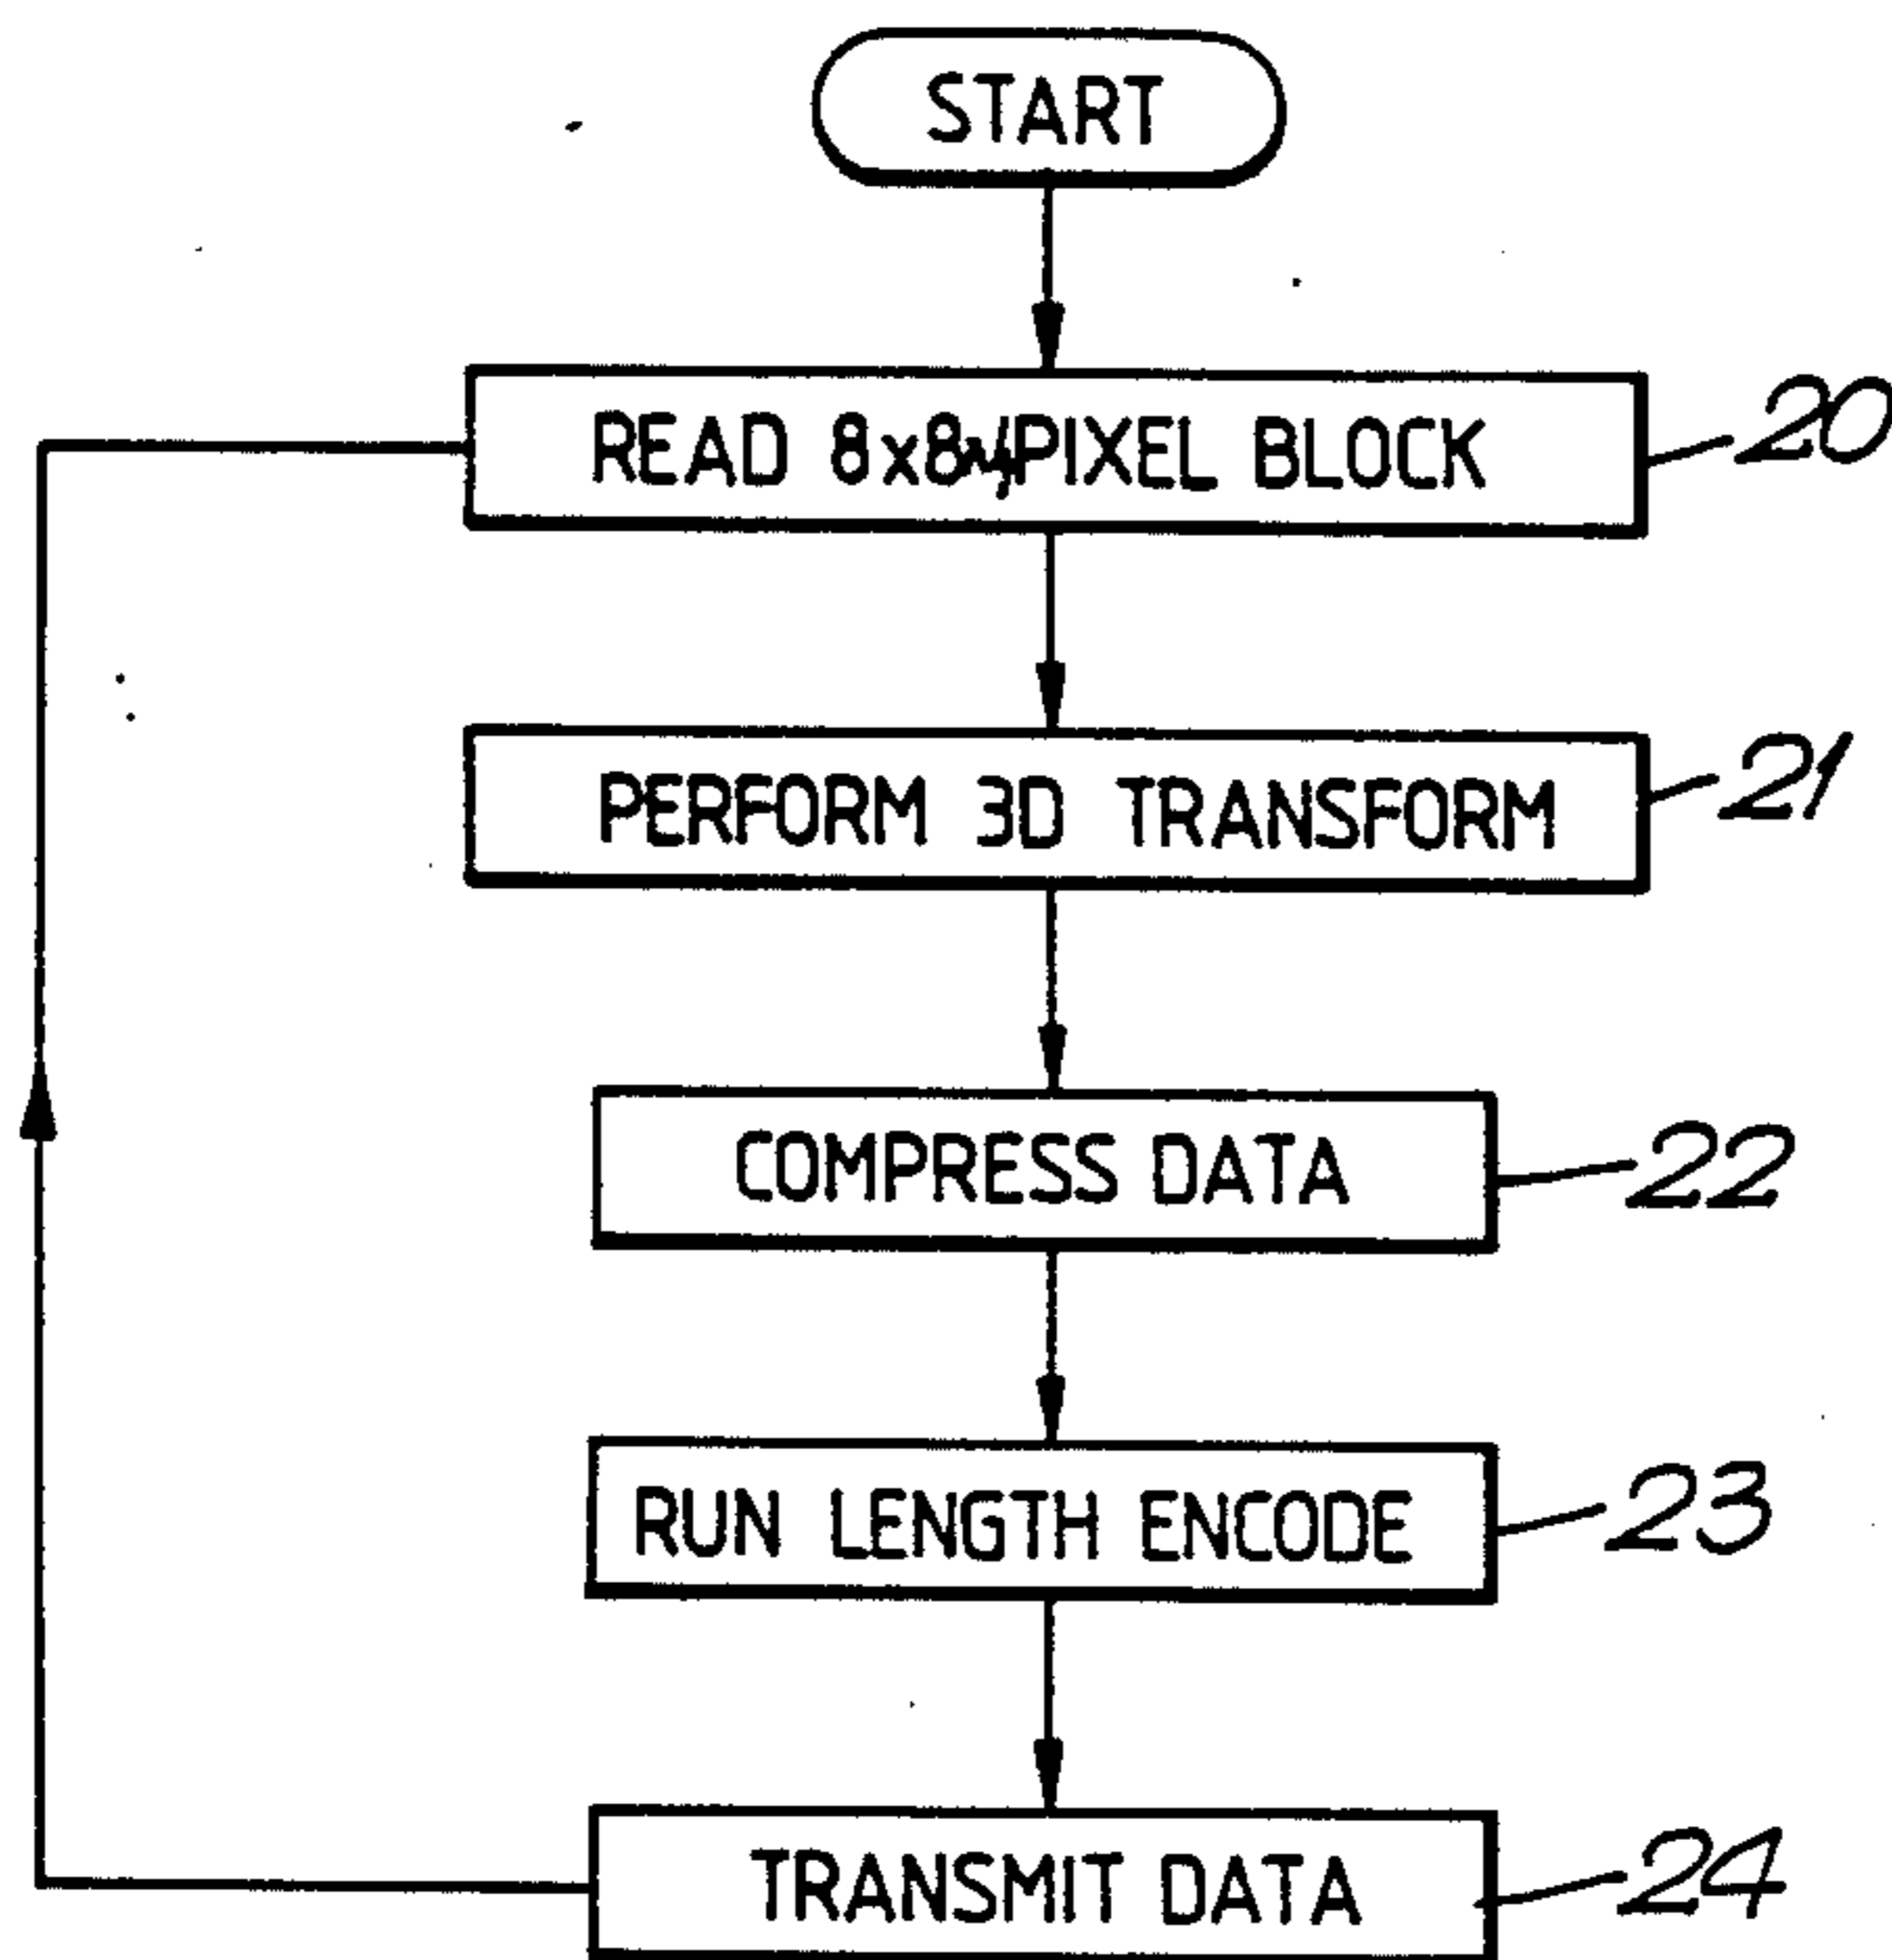 START
READ 8x8 PIXEL BLOCK
20
PERFORM 3D TRANSFORM
21
COMPRESS DATA
22
RUN LENGTH ENCODE
23
TRANSMIT DATA
24